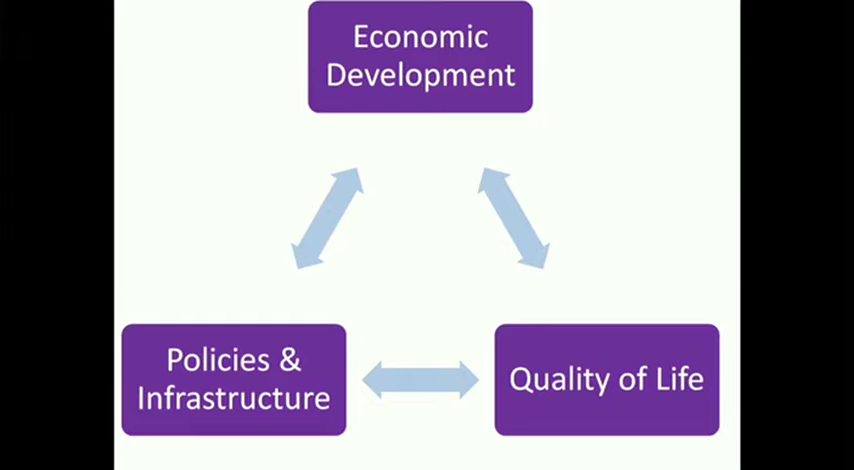 Economic
Development
Policies &
Infrastructure
Quality of Life